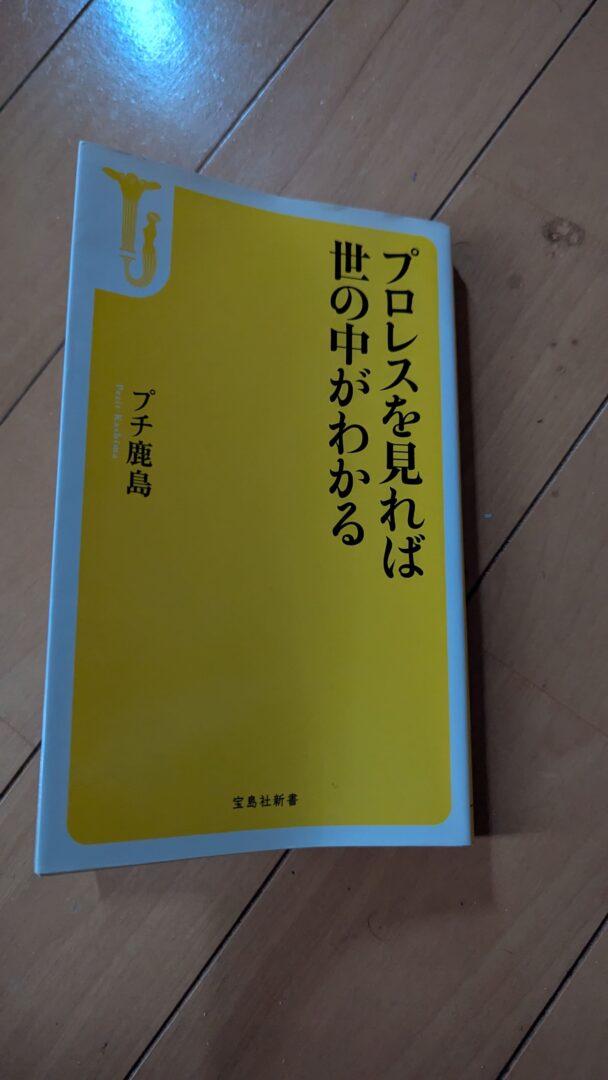 プロレスを見れば
世の中がわかる
プチ鹿島
Petit Kashima
宝島社新書